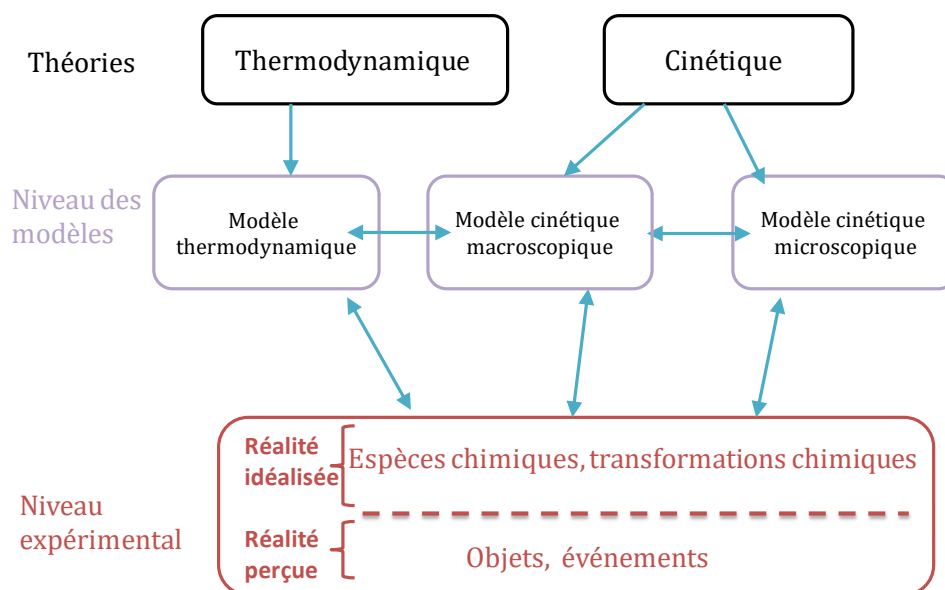 Théories
Thermodynamique
Cinétique
Niveau des
modèles
Modèle
thermodynamique
Modèle cinétique
macroscopique
Modèle cinétique
microscopique
Niveau
expérimental
Réalité
idéalisée
Espèces chimiques, transformations chimiques
Réalité
perçue
Objets, événements